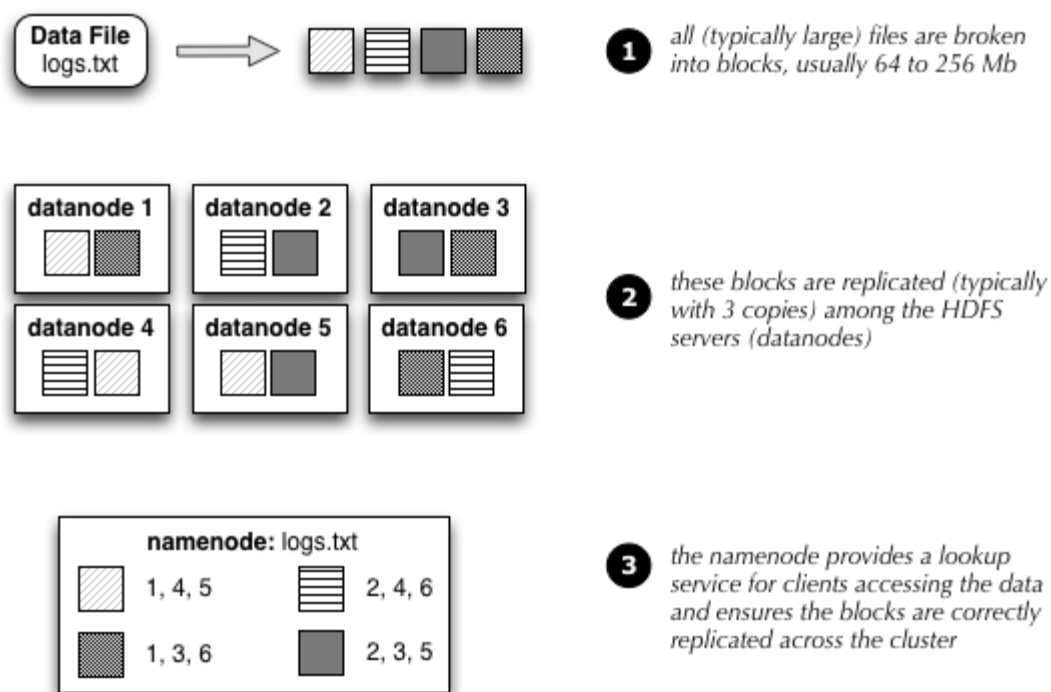 Data File
logs.txt
1
all (typically large) files are broken
into blocks, usually 64 to 256 Mb
datanode 1
datanode 2
datanode 3
datanode 4
datanode 5
datanode 6
2
these blocks are replicated (typically
with 3 copies) among the HDFS
servers (datanodes)
namenode: logs.txt
1, 4, 5
2, 4, 6
1, 3, 6
2, 3, 5
3
the namenode provides a lookup
service for clients accessing the data
and ensures the blocks are correctly
replicated across the cluster